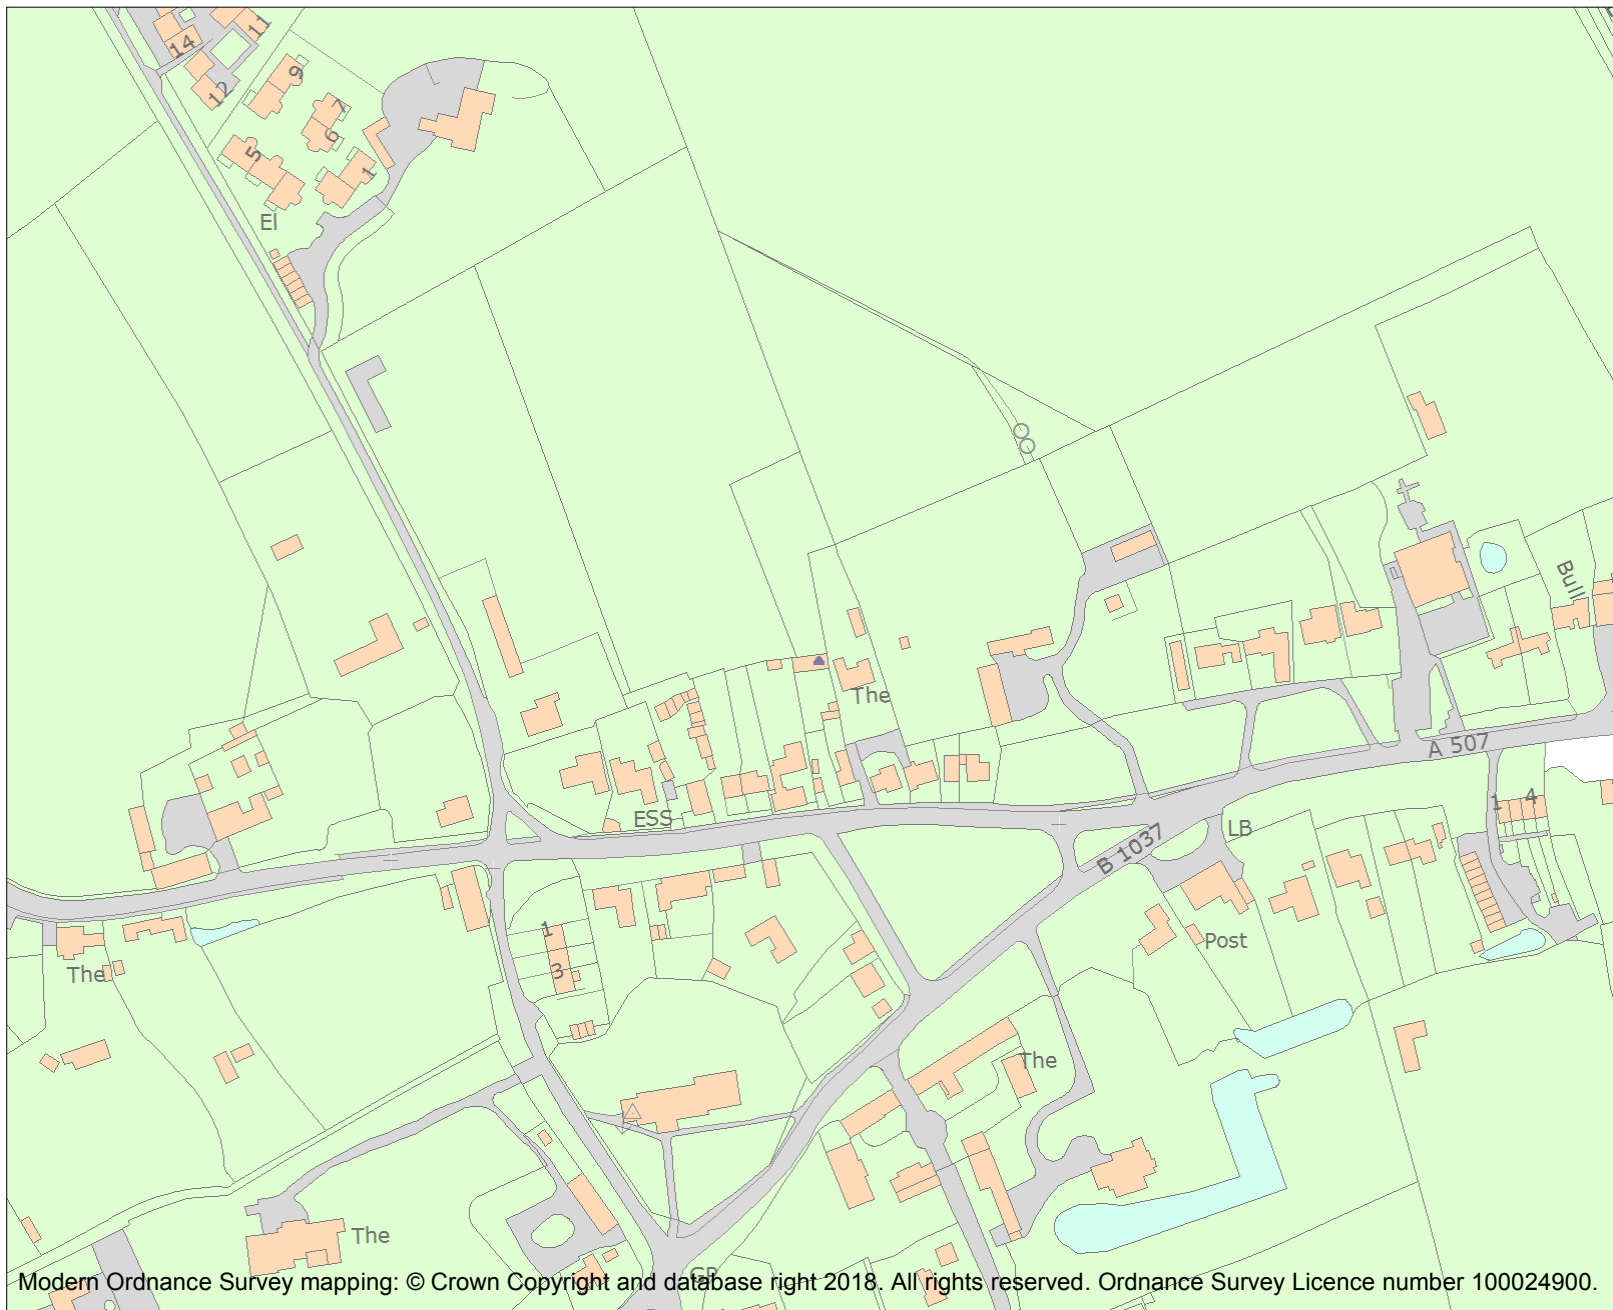 11
14
9
12
7
6
5
1
El
Bull
The
A 507
ESS
1 4
LB
B 1037
1
Post
3
The
The
The
GP
Modern Ordnance Survey mapping: © Crown Copyright and database right 2018. All rights reserved. Ordnance Survey Licence number 100024900.